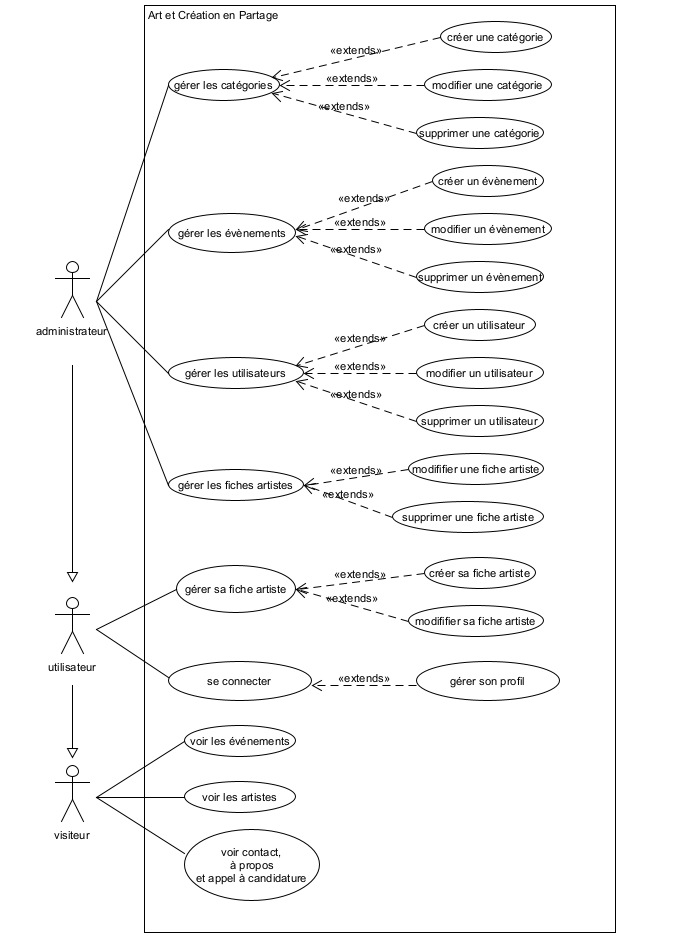 Art et Création en Partage
créer une catégorie
«extends»
gérer les catégories
«extends»
modifier une catégorie
«extends»
supprimer une catégorie
créer un évènement
«extends»
gérer les évènements
«extends»
modifier un évènement
«extends»
supprimer un évènement
administrateur
créer un utilisateur
«extends»
gérer les utilisateurs
«extends»
modifier un utilisateur
«extends»
supprimer un utilisateur
modififier une fiche artiste
«extends»
gérer les fiches artistes
«extends»
supprimer une fiche artiste
créer sa fiche artiste
«extends»
gérer sa fiche artiste
«extends»
modififier sa fiche artiste
utilisateur
se connecter
«extends»
gérer son profil
voir les événements
voir les artistes
visiteur
voir contact,
à propos
et appel à candidature